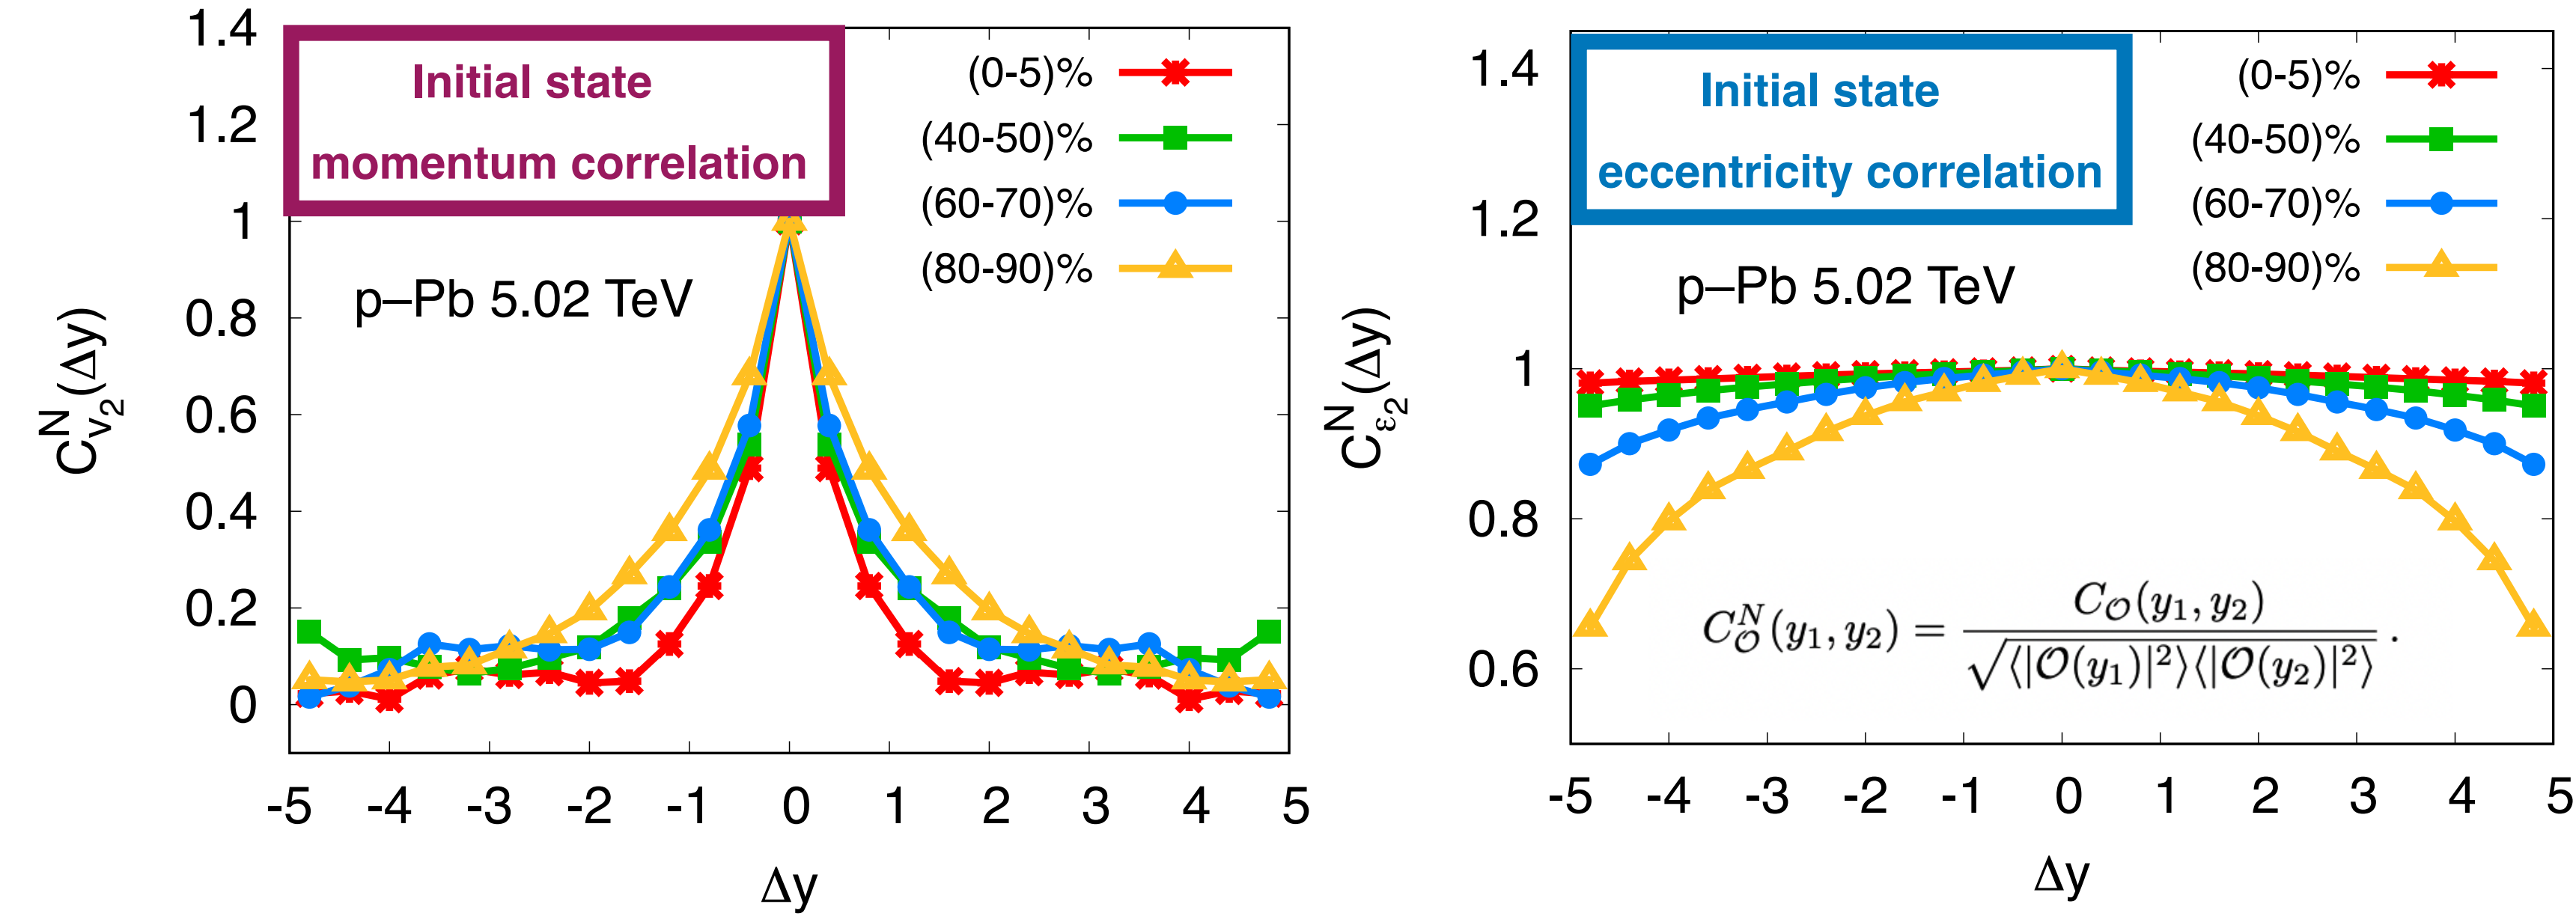 Initial state
momentum correlation
p–Pb 5.02 TeV
(0-5)%
(40-50)%
(60-70)%
(80-90)%
1.4
1.2
1
0.8
0.6
0.4
0.2
0
C^N_{v_2}(Δy)
-5 -4 -3 -2 -1 0 1 2 3 4 5
Δy
Initial state
eccentricity correlation
p–Pb 5.02 TeV
(0-5)%
(40-50)%
(60-70)%
(80-90)%
1.4
1.2
1
0.8
0.6
C^N_{ε_2}(Δy)
C^N_O(y_1, y_2) = C_O(y_1, y_2) / √⟨|O(y_1)|^2⟩⟨|O(y_2)|^2⟩ .
-5 -4 -3 -2 -1 0 1 2 3 4 5
Δy